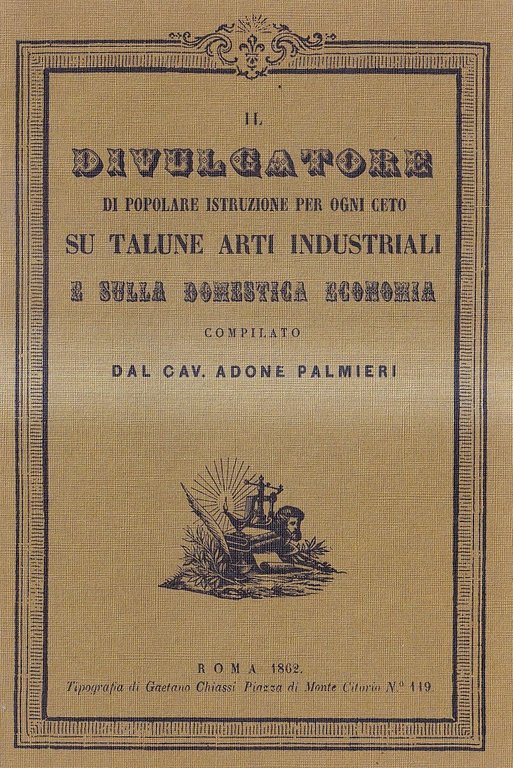 IL
DIVULGATORE
DI POPOLARE ISTRUZIONE PER OGNI CETO
SU TALUNE ARTI INDUSTRIALI
E SULLA DOMESTICA ECONOMIA
COMPILATO
DAL CAV. ADONE PALMIERI
ROMA 1862.
Tipografia di Gaetano Chiassi Piazza di Monte Citorio N.º 119